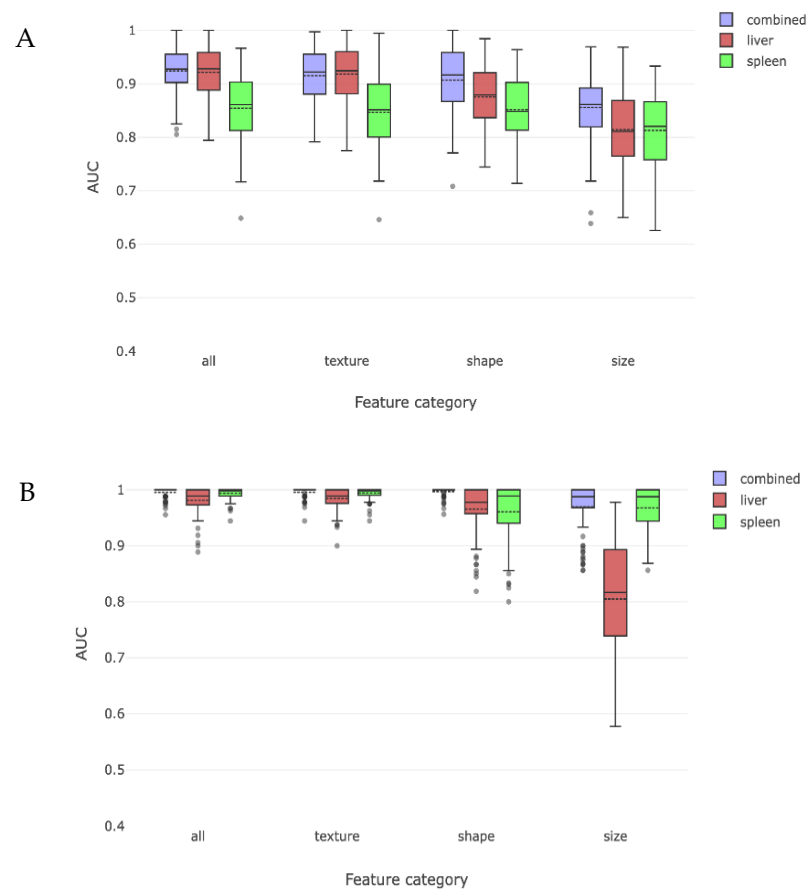 A
1
0.9
0.8
0.7
0.6
0.5
0.4
AUC
all
texture
shape
size
Feature category
combined
liver
spleen
B
1
0.9
0.8
0.7
0.6
0.5
0.4
AUC
all
texture
shape
size
Feature category
combined
liver
spleen